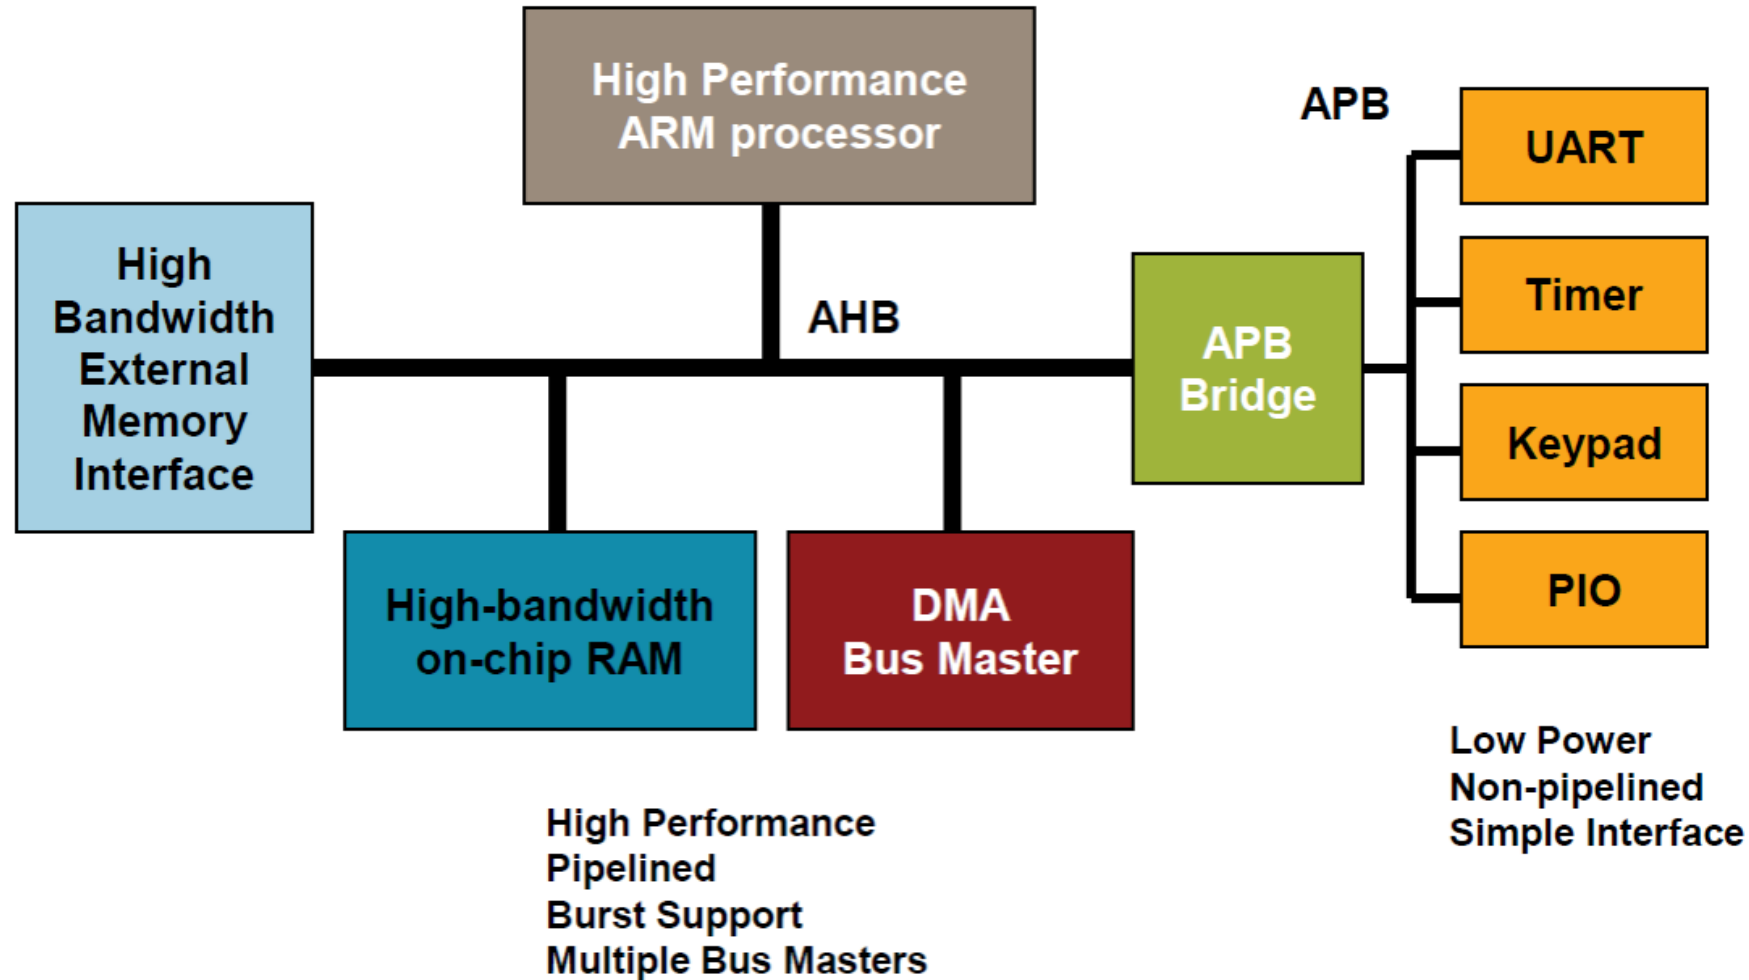 High Performance
ARM processor
APB
UART
High
Bandwidth
External
Memory
Interface
AHB
APB
Bridge
Timer
Keypad
High-bandwidth
on-chip RAM
DMA
Bus Master
PIO
Low Power
Non-pipelined
Simple Interface
High Performance
Pipelined
Burst Support
Multiple Bus Masters